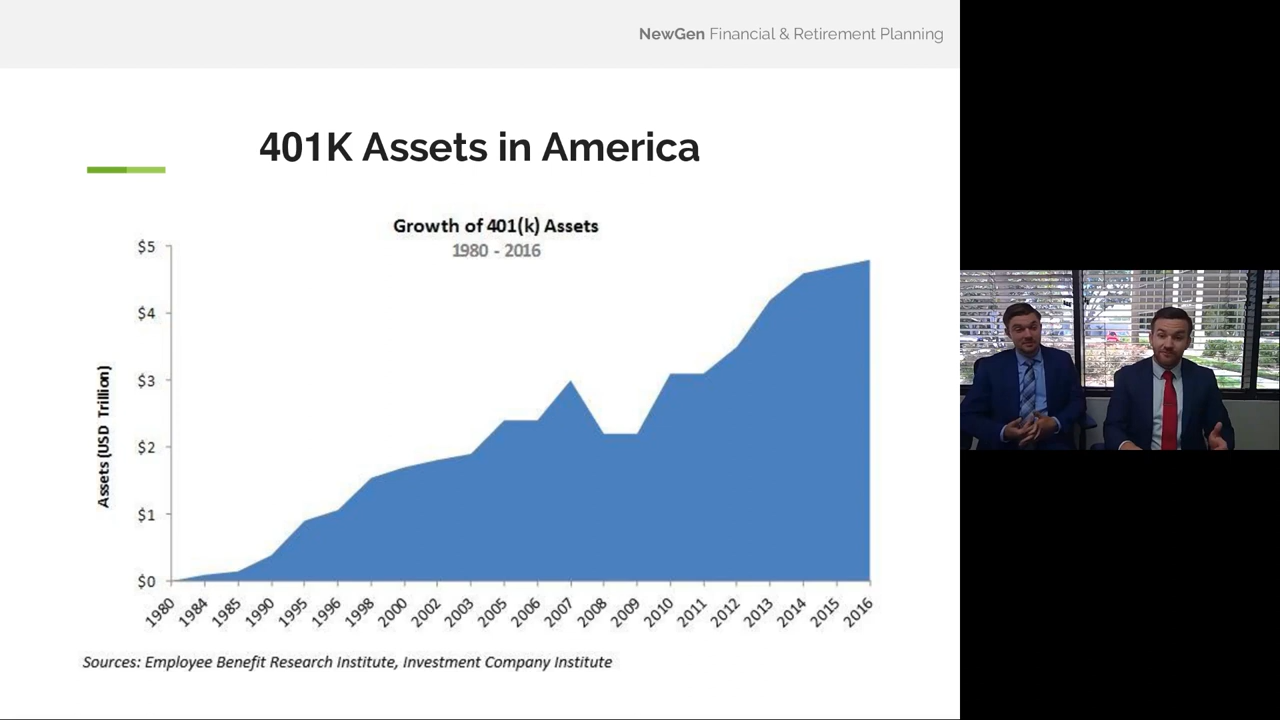 NewGen Financial & Retirement Planning
401K Assets in America
Growth of 401(k) Assets
1980 - 2016
Assets (USD Trillion)
$5
$4
$3
$2
$1
$0
1980 1984 1985 1990 1995 1996 1998 2000 2002 2003 2005 2006 2007 2008 2009 2010 2011 2012 2013 2014 2015 2016
Sources: Employee Benefit Research Institute, Investment Company Institute